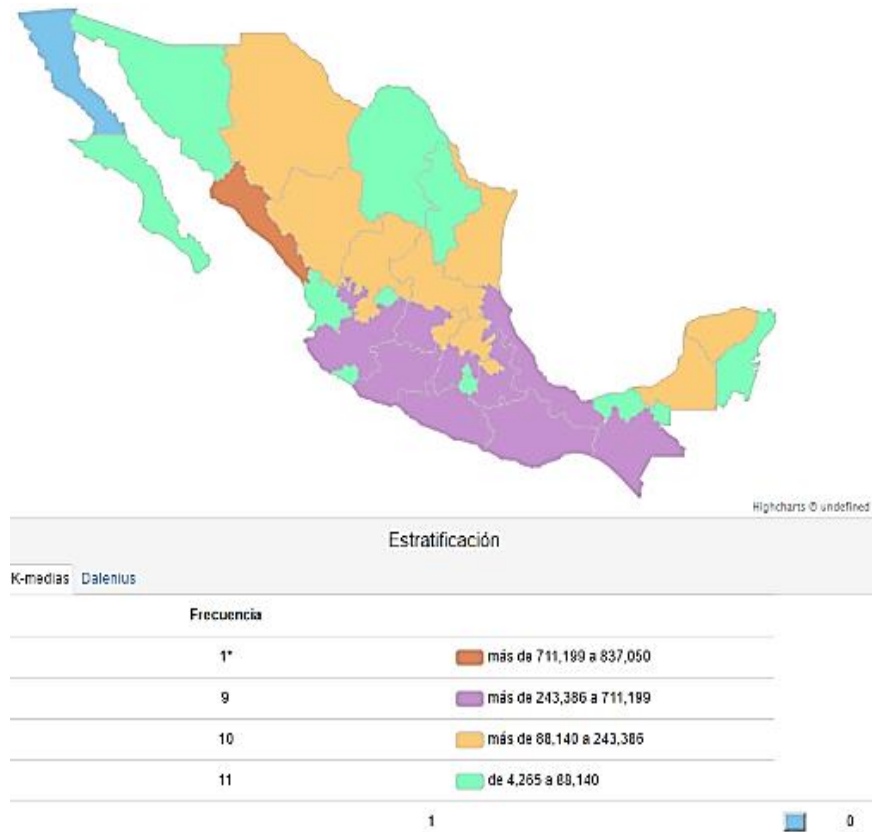 Highcharts © undefined
Estratificación
K-medias Dalenius
Frecuencia
1* más de 711,199 a 837,050
9 más de 243,386 a 711,199
10 más de 88,140 a 243,386
11 de 4,265 a 88,140
1 0